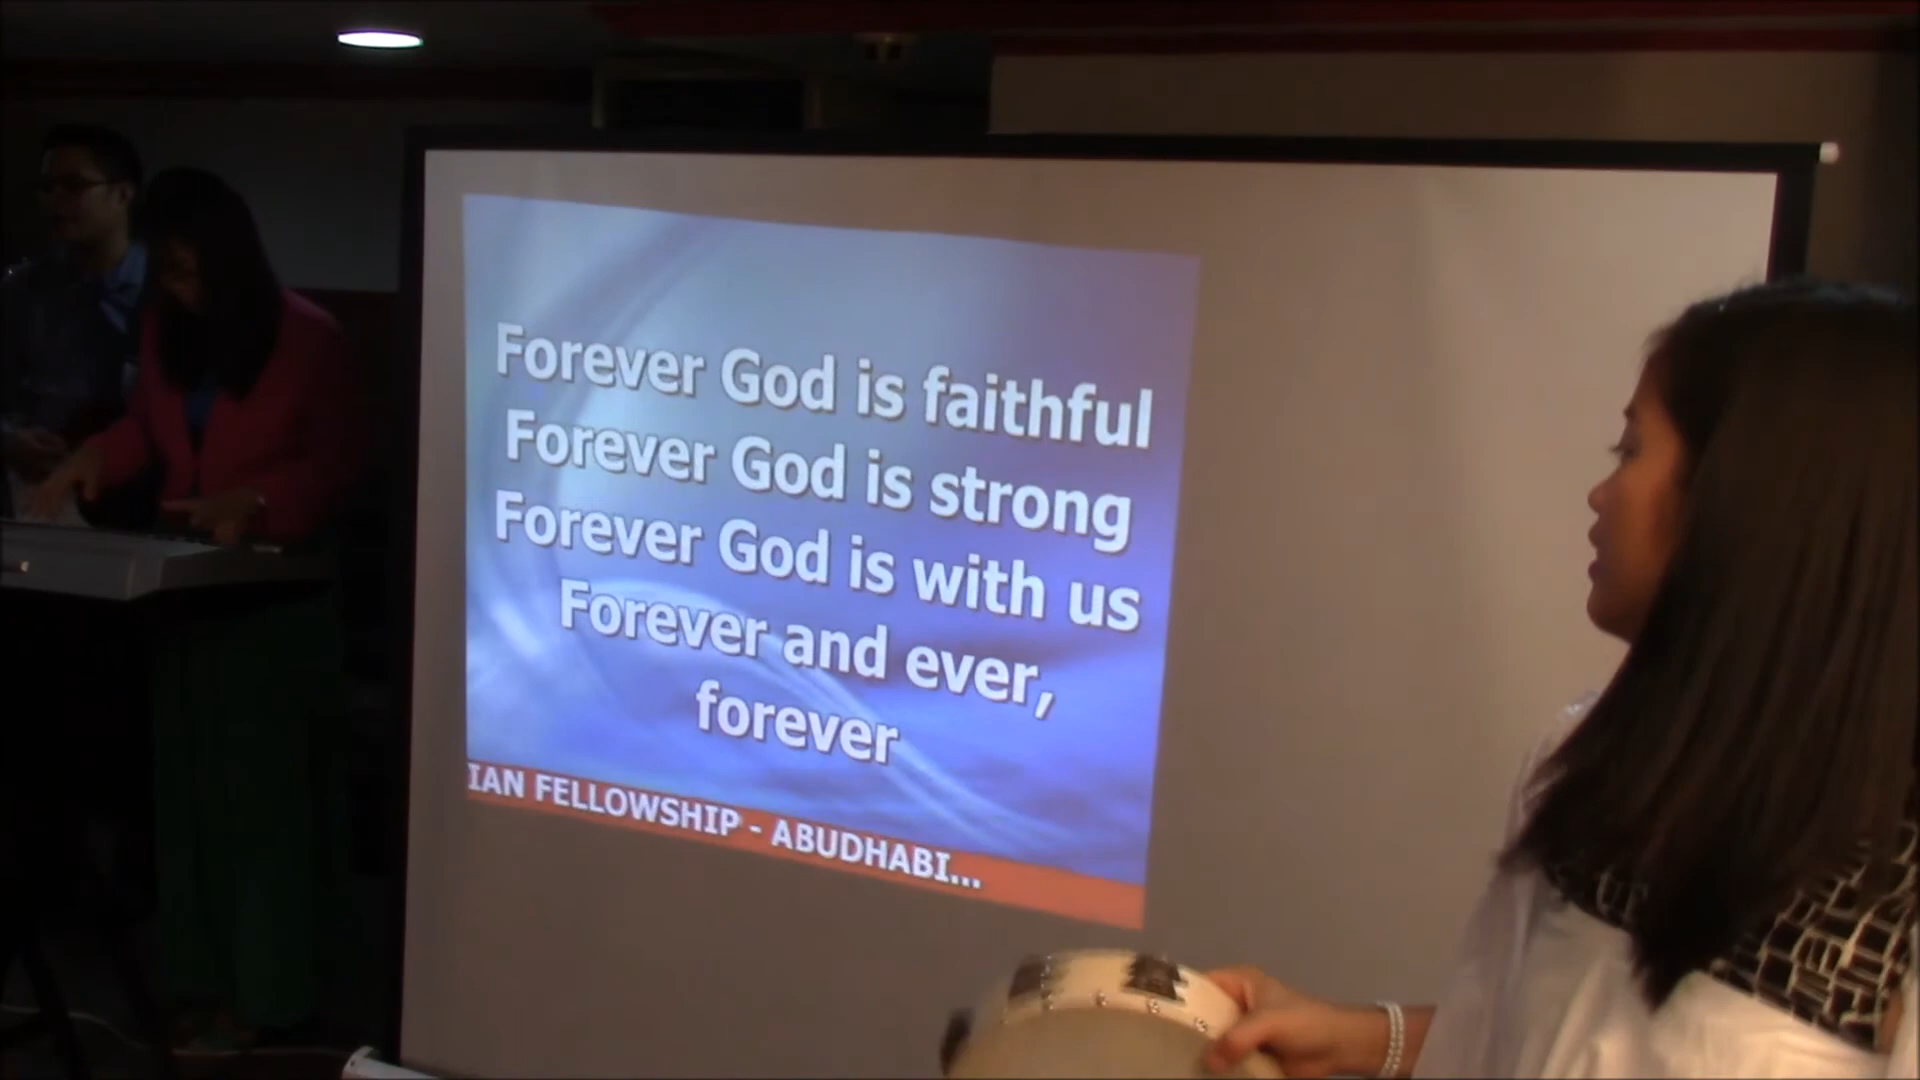 Forever God is faithful
Forever God is strong
Forever God is with us
Forever and ever,
forever
IAN FELLOWSHIP - ABUDHABI...